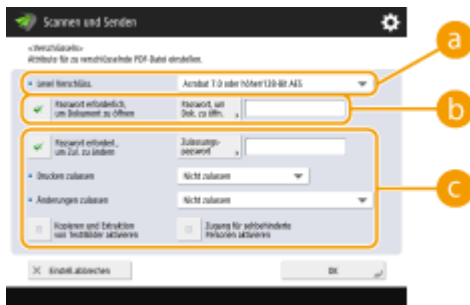 Scannen und Senden
<Verschlüsseln>
Attribute für zu verschlüsselnde PDF-Datei einstellen.
Level Verschlüss.
Acrobat 7.0 oder höher/128-Bit AES
Passwort erforderlich,
um Dokument zu öffnen
Passwort, um
Dok. zu öffn.
Passwort erforderl.,
um Zul. zu ändern
Zulassungs-
passwort
Drucken zulassen
Nicht zulassen
Änderungen zulassen
Nicht zulassen
Kopieren und Extraktion
von Text/Bilder aktivieren
Zugang für sehbehinderte
Personen aktivieren
Einstell. abbrechen
OK
a
b
c